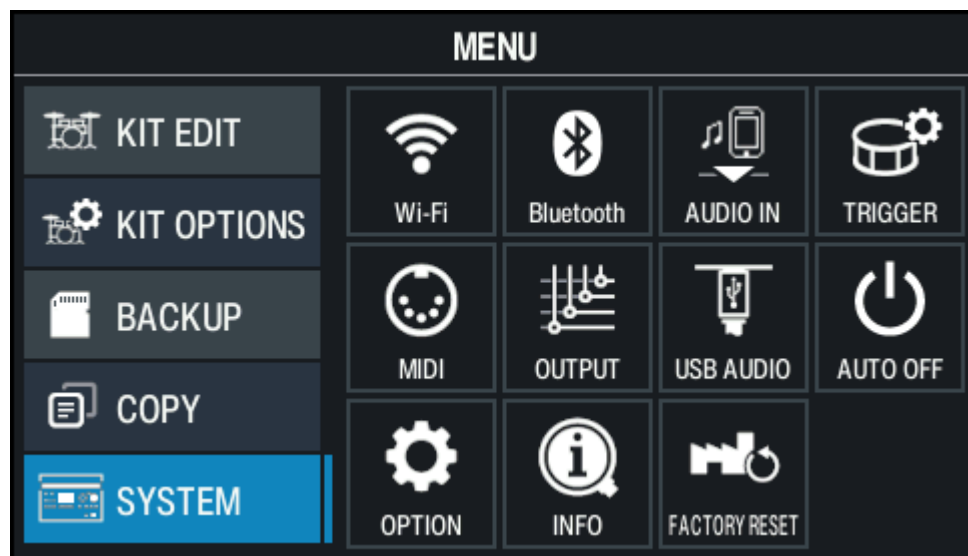 MENU
KIT EDIT
KIT OPTIONS
BACKUP
COPY
SYSTEM
Wi-Fi
Bluetooth
AUDIO IN
TRIGGER
MIDI
OUTPUT
USB AUDIO
AUTO OFF
OPTION
INFO
FACTORY RESET